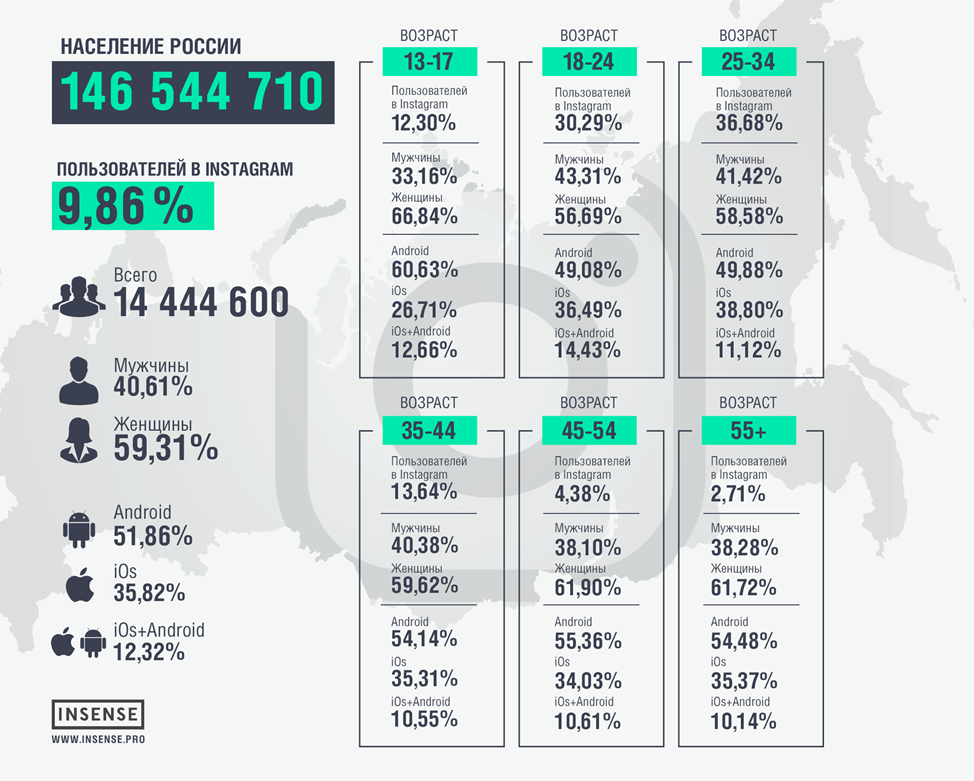 НАСЕЛЕНИЕ РОССИИ
146 544 710
ПОЛЬЗОВАТЕЛЕЙ В INSTAGRAM
9,86 %
Всего
14 444 600
Мужчины
40,61%
Женщины
59,31%
Android
51,86%
iOs
35,82%
iOs+Android
12,32%
INSENSE
WWW.INSENSE.PRO
ВОЗРАСТ
13-17
Пользователей
в Instagram
12,30%
Мужчины
33,16%
Женщины
66,84%
Android
60,63%
iOs
26,71%
iOs+Android
12,66%
ВОЗРАСТ
18-24
Пользователей
в Instagram
30,29%
Мужчины
43,31%
Женщины
56,69%
Android
49,08%
iOs
36,49%
iOs+Android
14,43%
ВОЗРАСТ
25-34
Пользователей
в Instagram
36,68%
Мужчины
41,42%
Женщины
58,58%
Android
49,88%
iOs
38,80%
iOs+Android
11,12%
ВОЗРАСТ
35-44
Пользователей
в Instagram
13,64%
Мужчины
40,38%
Женщины
59,62%
Android
54,14%
iOs
35,31%
iOs+Android
10,55%
ВОЗРАСТ
45-54
Пользователей
в Instagram
4,38%
Мужчины
38,10%
Женщины
61,90%
Android
55,36%
iOs
34,03%
iOs+Android
10,61%
ВОЗРАСТ
55+
Пользователей
в Instagram
2,71%
Мужчины
38,28%
Женщины
61,72%
Android
54,48%
iOs
35,37%
iOs+Android
10,14%